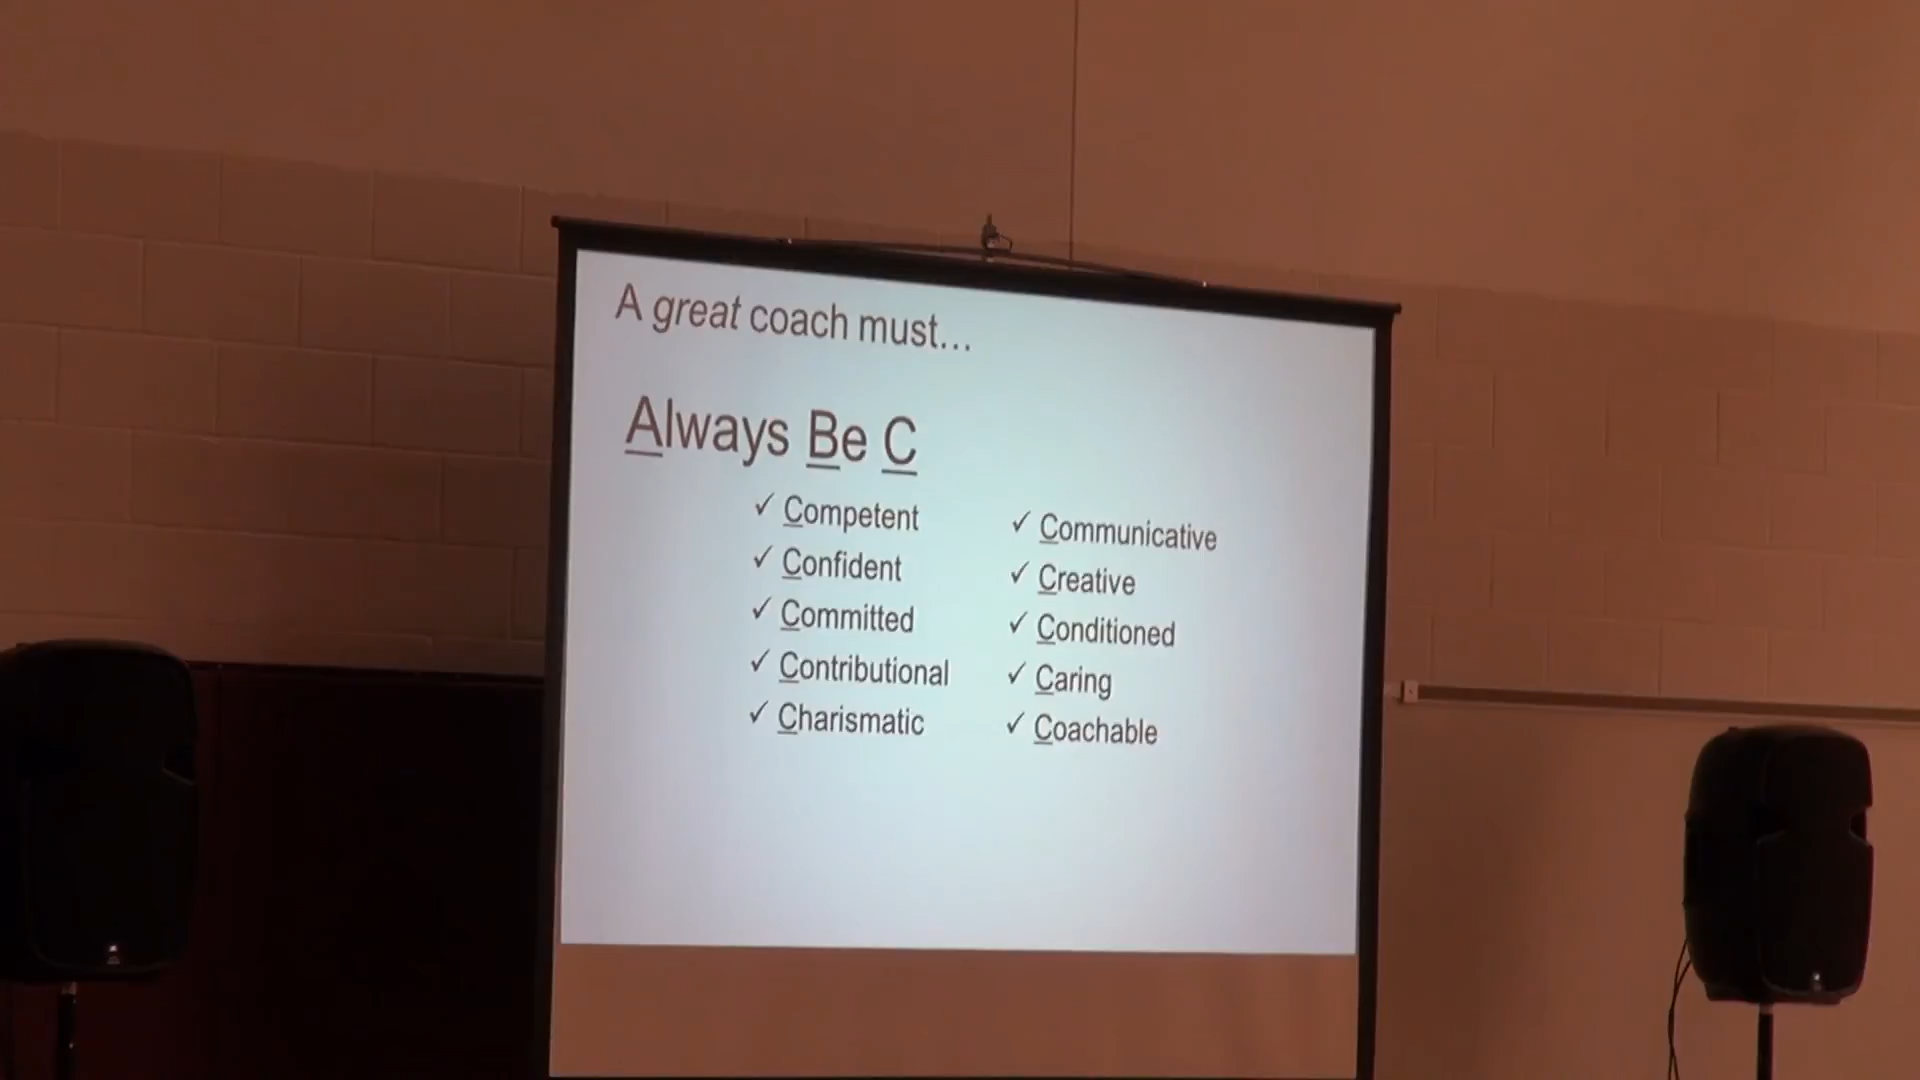 A great coach must...
Always Be C
✓ Competent
✓ Confident
✓ Committed
✓ Contributional
✓ Charismatic
✓ Communicative
✓ Creative
✓ Conditioned
✓ Caring
✓ Coachable